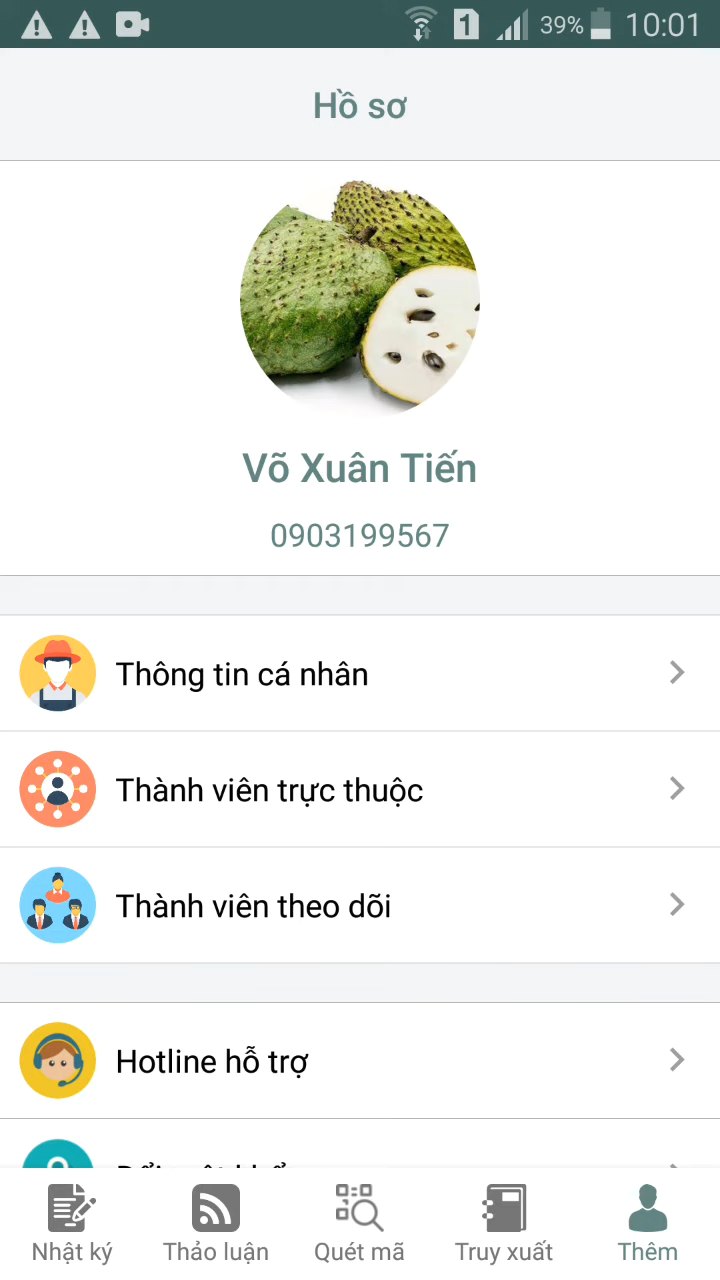 1 39% 10:01
Hồ sơ
Võ Xuân Tiến
0903199567
Thông tin cá nhân
Thành viên trực thuộc
Thành viên theo dõi
Hotline hỗ trợ
Nhật ký Thảo luận Quét mã Truy xuất Thêm